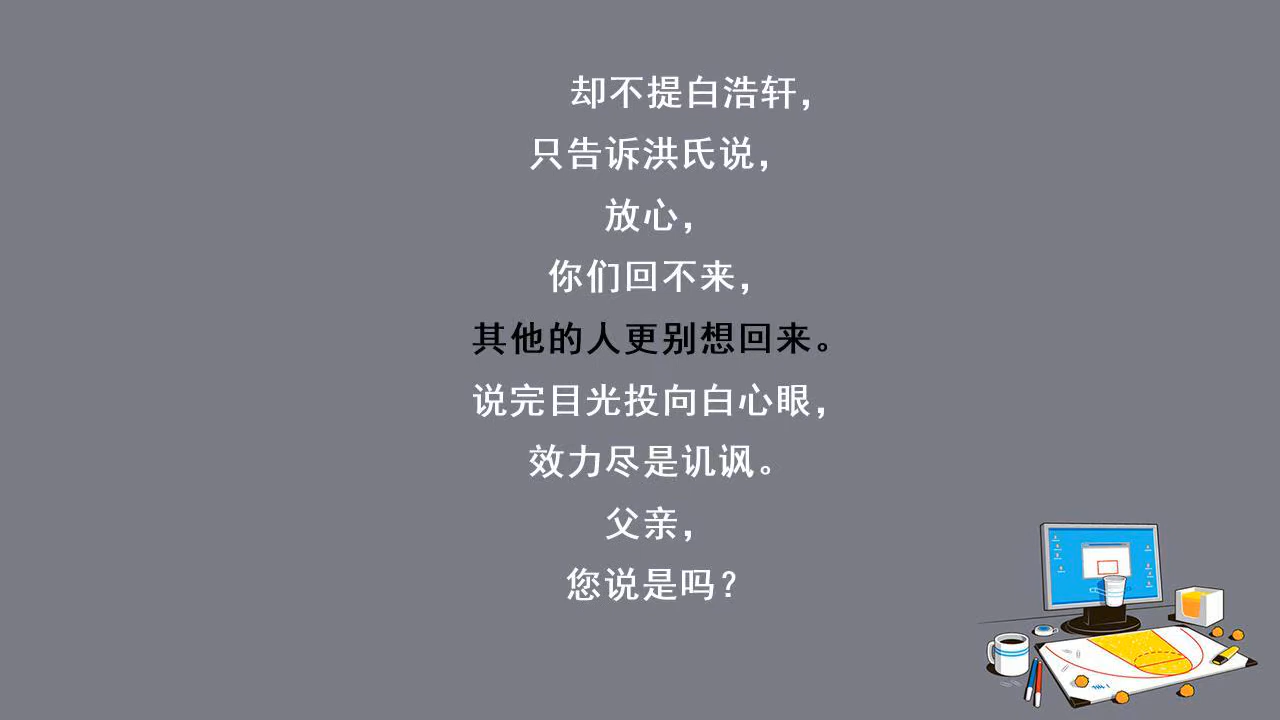 却不提白浩轩，
只告诉洪氏说，
放心，
你们回不来，
其他的人更别想回来。
说完目光投向白心眼，
效力尽是讥讽。
父亲，
您说是吗？